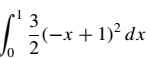 ∫₀¹ 3/2 (−x + 1)² dx